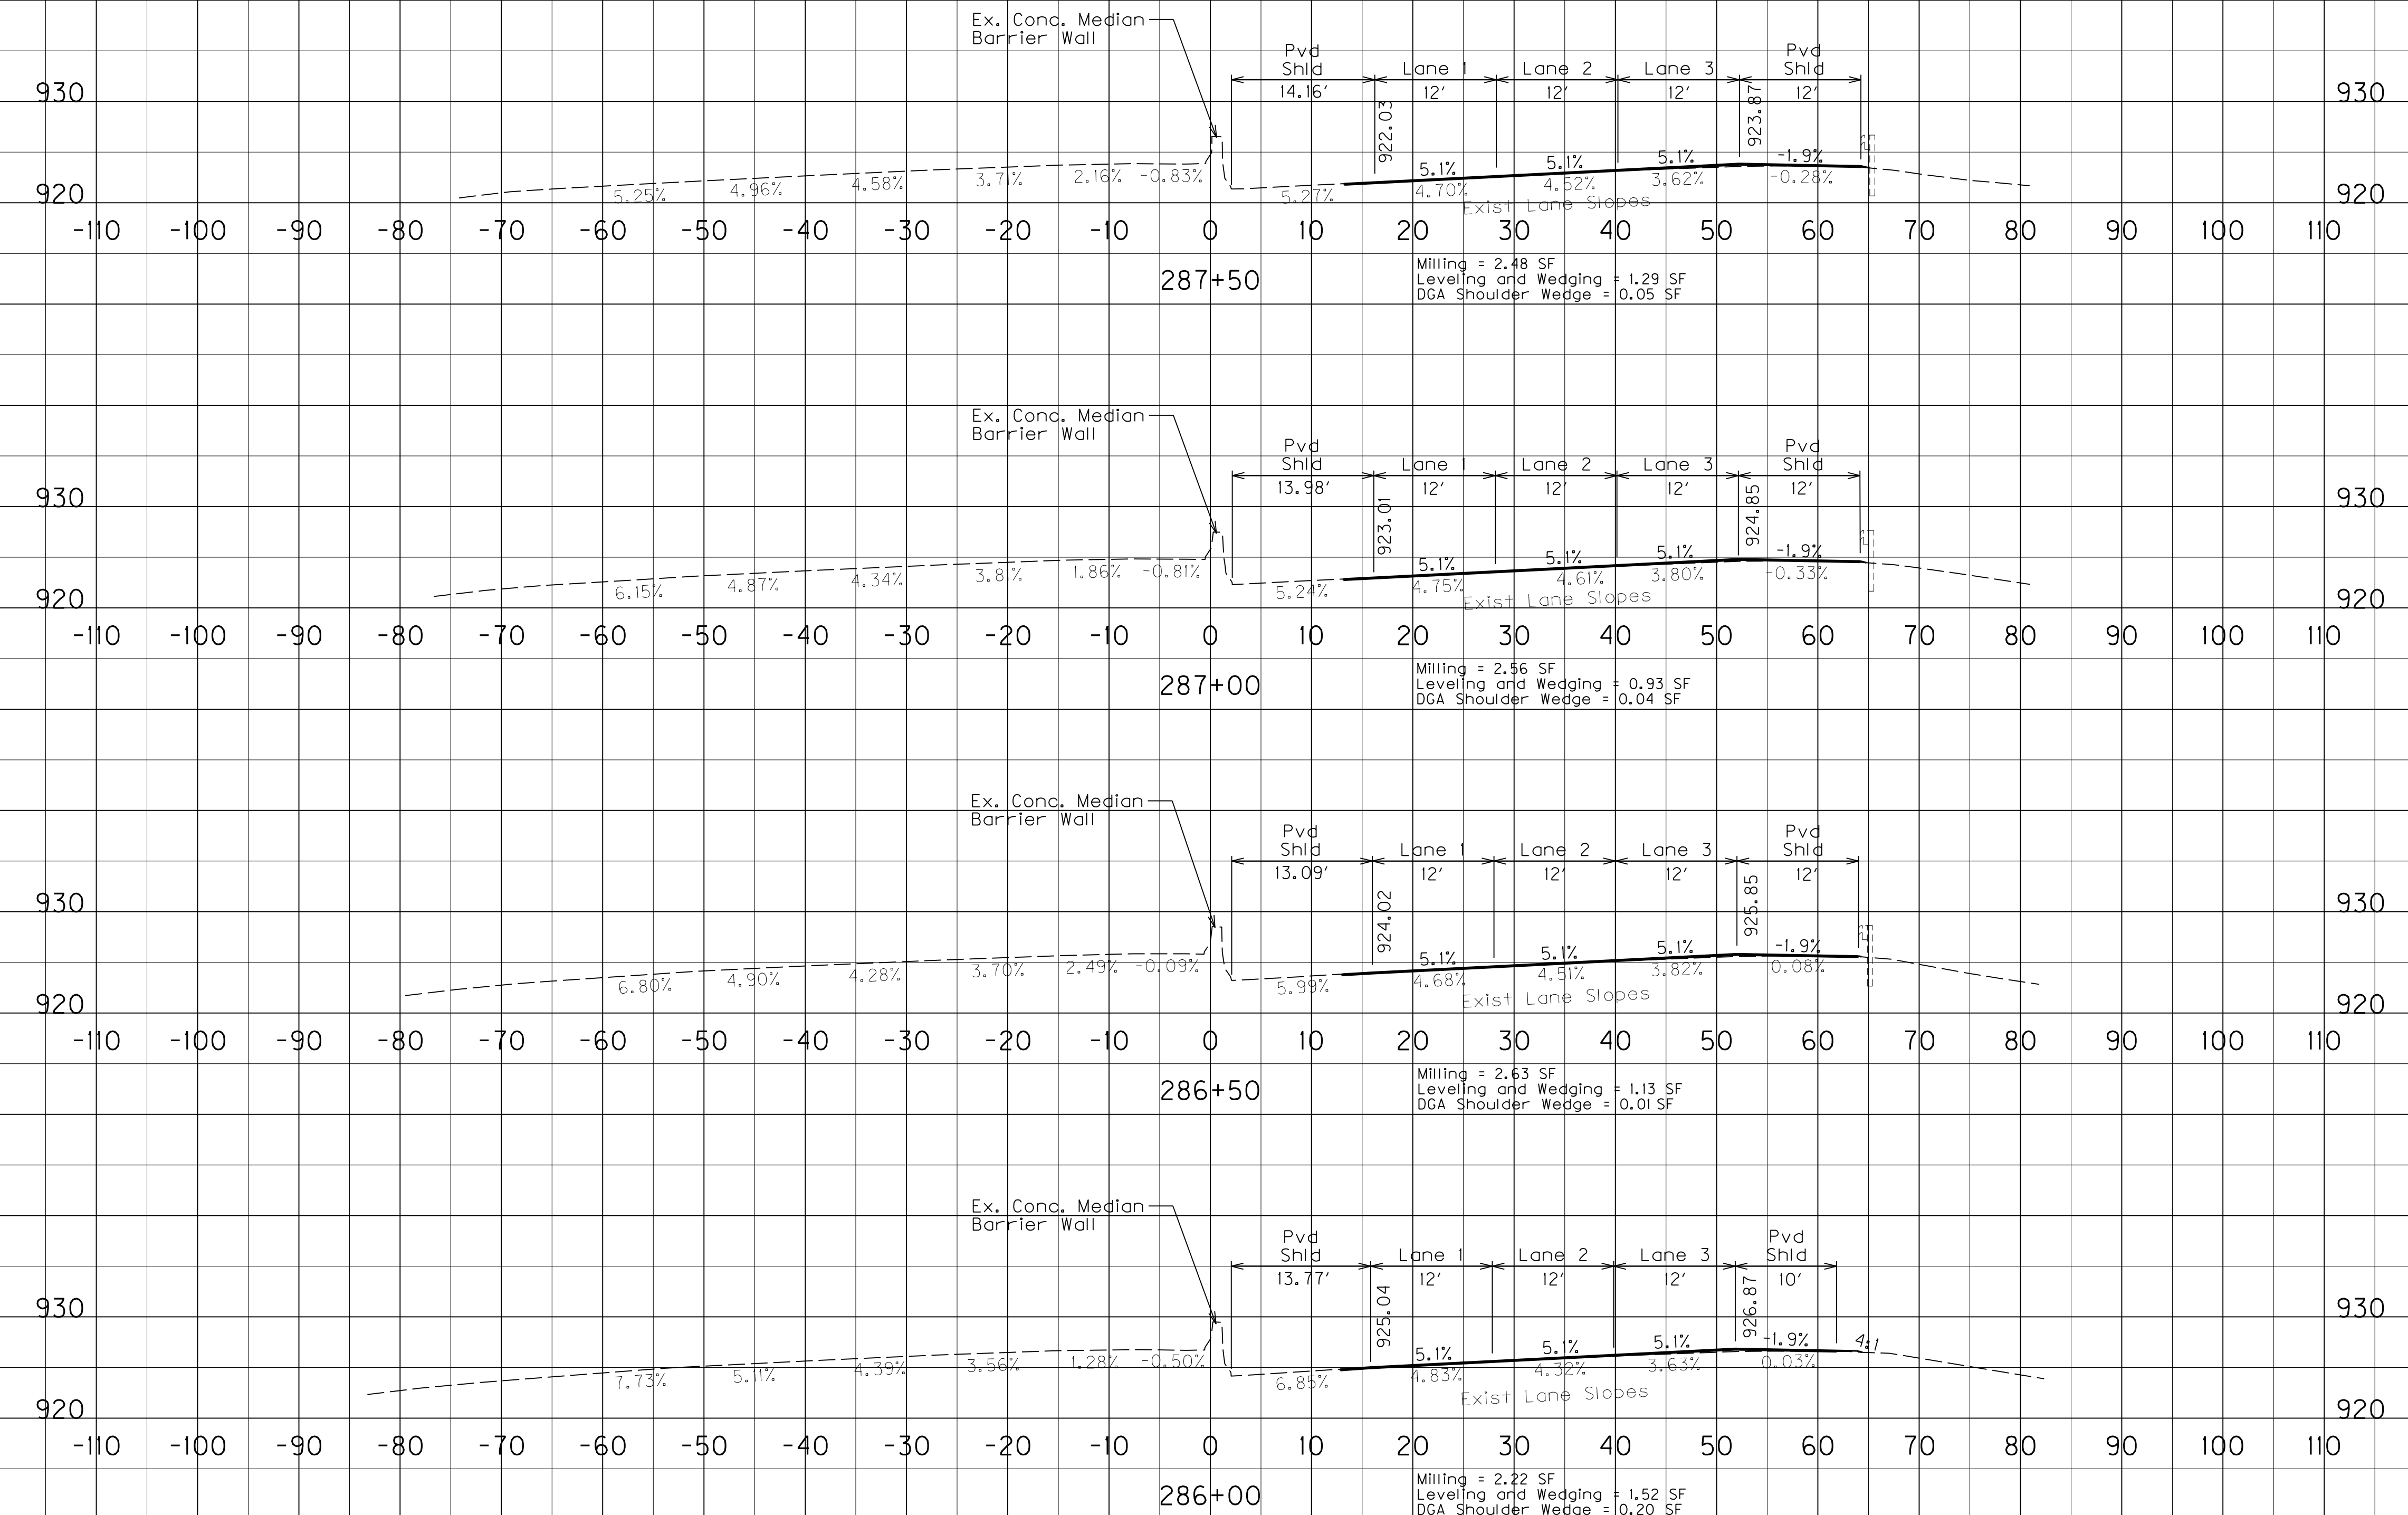 Ex. Conc. Median
Barrier Wall
Pvd
Shld Lane 1 Lane 2 Lane 3 Pvd
Shld
14.16' 12' 12' 12' 12'
930 930
922.03 923.87
5.1% 5.1% 5.1% -1.9%
5.25% 4.96% 4.58% 3.71% 2.16% -0.83% 5.27% 4.70% 4.52% 3.62% -0.28%
Exist Lane Slopes
920 920
-110 -100 -90 -80 -70 -60 -50 -40 -30 -20 -10 0 10 20 30 40 50 60 70 80 90 100 110
287+50
Milling = 2.48 SF
Leveling and Wedging = 1.29 SF
DGA Shoulder Wedge = 0.05 SF
Ex. Conc. Median
Barrier Wall
Pvd
Shld Lane 1 Lane 2 Lane 3 Pvd
Shld
13.98' 12' 12' 12' 12'
930 930
923.01 924.85
5.1% 5.1% 5.1% -1.9%
6.15% 4.87% 4.34% 3.81% 1.86% -0.81% 5.24% 4.75% 4.61% 3.80% -0.33%
Exist Lane Slopes
920 920
-110 -100 -90 -80 -70 -60 -50 -40 -30 -20 -10 0 10 20 30 40 50 60 70 80 90 100 110
287+00
Milling = 2.56 SF
Leveling and Wedging = 0.93 SF
DGA Shoulder Wedge = 0.04 SF
Ex. Conc. Median
Barrier Wall
Pvd
Shld Lane 1 Lane 2 Lane 3 Pvd
Shld
13.09' 12' 12' 12' 12'
930 930
924.02 925.85
5.1% 5.1% 5.1% -1.9%
6.80% 4.90% 4.28% 3.70% 2.49% -0.09% 5.99% 4.68% 4.51% 3.82% 0.08%
Exist Lane Slopes
920 920
-110 -100 -90 -80 -70 -60 -50 -40 -30 -20 -10 0 10 20 30 40 50 60 70 80 90 100 110
286+50
Milling = 2.63 SF
Leveling and Wedging = 1.13 SF
DGA Shoulder Wedge = 0.01 SF
Ex. Conc. Median
Barrier Wall
Pvd
Shld Lane 1 Lane 2 Lane 3 Pvd
Shld
13.77' 12' 12' 12' 10'
930 930
925.04 926.87
5.1% 5.1% 5.1% -1.9% 4:1
7.73% 5.11% 4.39% 3.56% 1.28% -0.50% 6.85% 4.83% 4.32% 3.63% 0.03%
Exist Lane Slopes
920 920
-110 -100 -90 -80 -70 -60 -50 -40 -30 -20 -10 0 10 20 30 40 50 60 70 80 90 100 110
286+00
Milling = 2.22 SF
Leveling and Wedging = 1.52 SF
DGA Shoulder Wedge = 0.20 SF